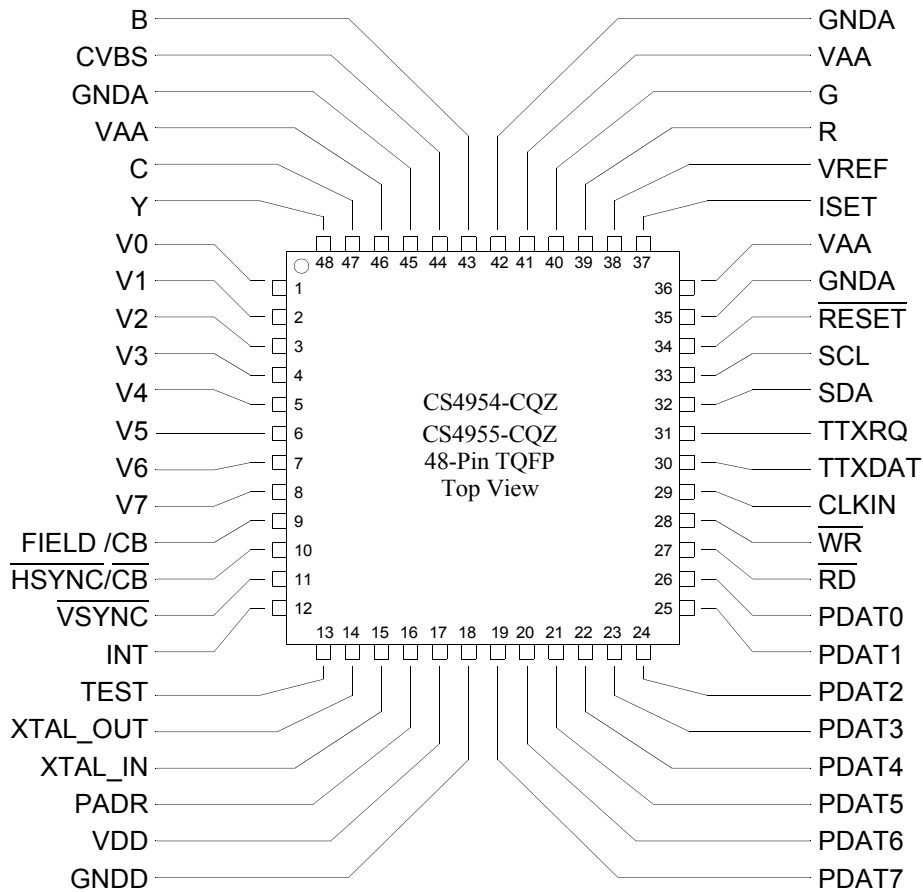 B
CVBS
GNDA
VAA
C
Y
V0
V1
V2
V3
V4
V5
V6
V7
FIELD /CB
HSYNC/CB
VSYNC
INT
TEST
XTAL_OUT
XTAL_IN
PADR
VDD
GNDD
GNDA
VAA
G
R
VREF
ISET
VAA
GNDA
RESET
SCL
SDA
TTXRQ
TTXDAT
CLKIN
WR
RD
PDAT0
PDAT1
PDAT2
PDAT3
PDAT4
PDAT5
PDAT6
PDAT7
48 47 46 45 44 43 42 41 40 39 38 37
1
2
3
4
5
6
7
8
9
10
11
12
36
35
34
33
32
31
30
29
28
27
26
25
CS4954-CQZ
CS4955-CQZ
48-Pin TQFP
Top View
13 14 15 16 17 18 19 20 21 22 23 24